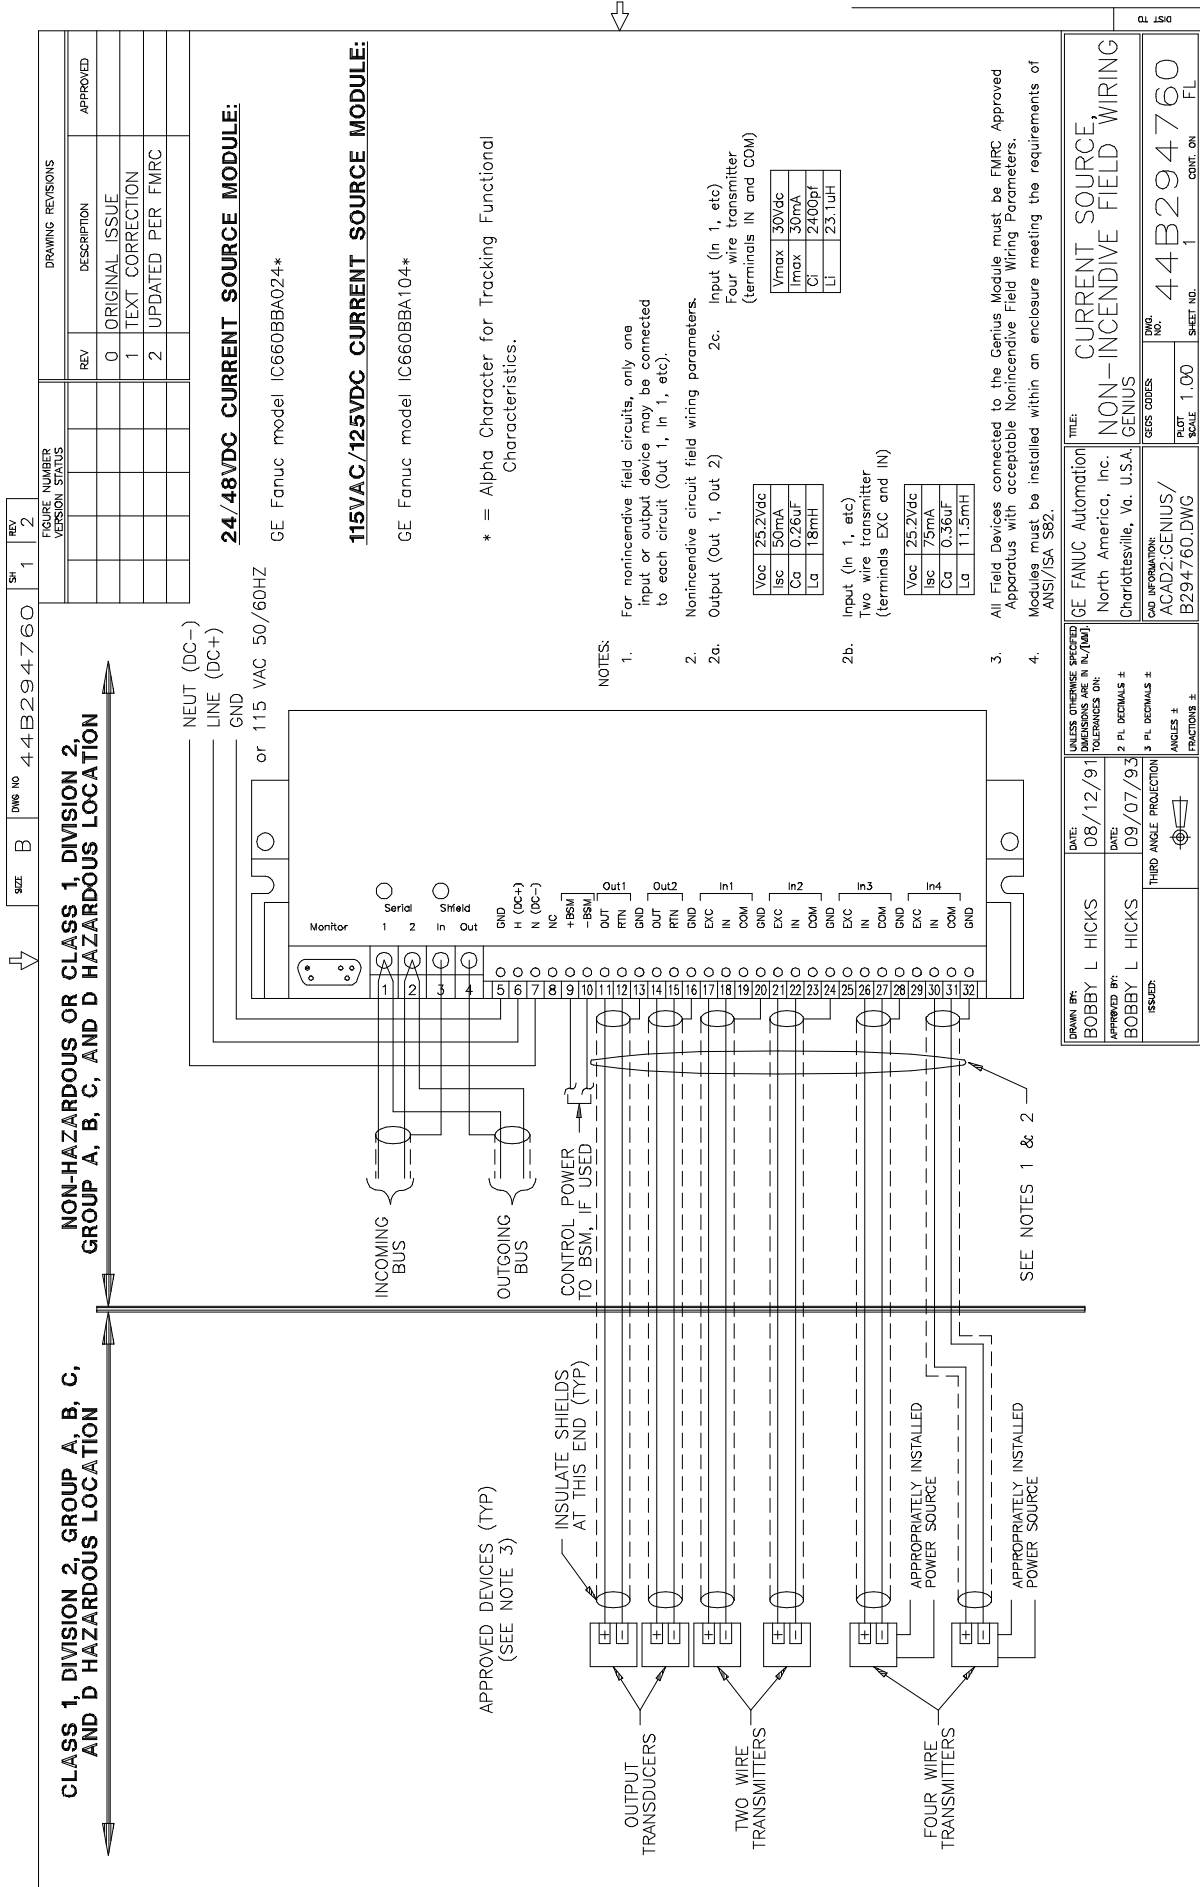 SIZE B DWG NO 44B294760 SH 1 REV 2
DIST TO
FIGURE NUMBER
VERSION STATUS
DRAWING REVISIONS
REV DESCRIPTION APPROVED
0 ORIGINAL ISSUE
1 TEXT CORRECTION
2 UPDATED PER FMRC
CLASS 1, DIVISION 2, GROUP A, B, C,
AND D HAZARDOUS LOCATION
NON-HAZARDOUS OR CLASS 1, DIVISION 2,
GROUP A, B, C, AND D HAZARDOUS LOCATION
24/48VDC CURRENT SOURCE MODULE:
GE Fanuc model IC660BBA024*
115VAC/125VDC CURRENT SOURCE MODULE:
GE Fanuc model IC660BBA104*
* = Alpha Character for Tracking Functional
Characteristics.
NEUT (DC-)
LINE (DC+)
GND
or 115 VAC 50/60HZ
INCOMING
BUS
OUTGOING
BUS
CONTROL POWER
TO BSM, IF USED
APPROVED DEVICES (TYP)
(SEE NOTE 3)
INSULATE SHIELDS
AT THIS END (TYP)
OUTPUT
TRANSDUCERS
TWO WIRE
TRANSMITTERS
FOUR WIRE
TRANSMITTERS
+ -
+ -
+ -
+ -
+ -
+ -
APPROPRIATELY INSTALLED
POWER SOURCE
APPROPRIATELY INSTALLED
POWER SOURCE
SEE NOTES 1 & 2
Monitor
Serial
Shield
1 1
2 2
3 In
4 Out
5 GND
6 H (DC+)
7 N (DC-)
8 NC
9 +BSM
10 -BSM
Out1
11 OUT
12 RTN
13 GND
Out2
14 OUT
15 RTN
16 GND
In1
17 EXC
18 IN
19 COM
20 GND
In2
21 EXC
22 IN
23 COM
24 GND
In3
25 EXC
26 IN
27 COM
28 GND
In4
29 EXC
30 IN
31 COM
32 GND
NOTES:
1. For nonincendive field circuits, only one
input or output device may be connected
to each circuit (Out 1, In 1, etc).
2. Nonincendive circuit field wiring parameters.
2a. Output (Out 1, Out 2)
Voc 25.2Vdc
Isc 50mA
Ca 0.26uF
La 18mH
2b. Input (In 1, etc)
Two wire transmitter
(terminals EXC and IN)
Voc 25.2Vdc
Isc 75mA
Ca 0.36uF
La 11.5mH
2c. Input (In 1, etc)
Four wire transmitter
(terminals IN and COM)
Vmax 30Vdc
Imax 30mA
Ci 2400pf
Li 23.1uH
3. All Field Devices connected to the Genius Module must be FMRC Approved
Apparatus with acceptable Nonincendive Field Wiring Parameters.
4. Modules must be installed within an enclosure meeting the requirements of
ANSI/ISA S82.
DRAWN BY:
BOBBY L HICKS
DATE:
08/12/91
APPROVED BY:
BOBBY L HICKS
DATE:
09/07/93
ISSUED:
THIRD ANGLE PROJECTION
UNLESS OTHERWISE SPECIFIED
DIMENSIONS ARE IN IN./[MM].
TOLERANCES ON:
2 PL DECIMALS ±
3 PL DECIMALS ±
ANGLES ±
FRACTIONS ±
GE FANUC Automation
North America, Inc.
Charlottesville, Va. U.S.A.
CAD INFORMATION:
ACAD2:GENIUS/
B294760.DWG
TITLE:
CURRENT SOURCE,
NON-INCENDIVE FIELD WIRING
GENIUS
GEGS CODES:
PLOT
SCALE 1.00
DWG.
NO. 44B294760
SHEET NO. 1 CONT. ON FL